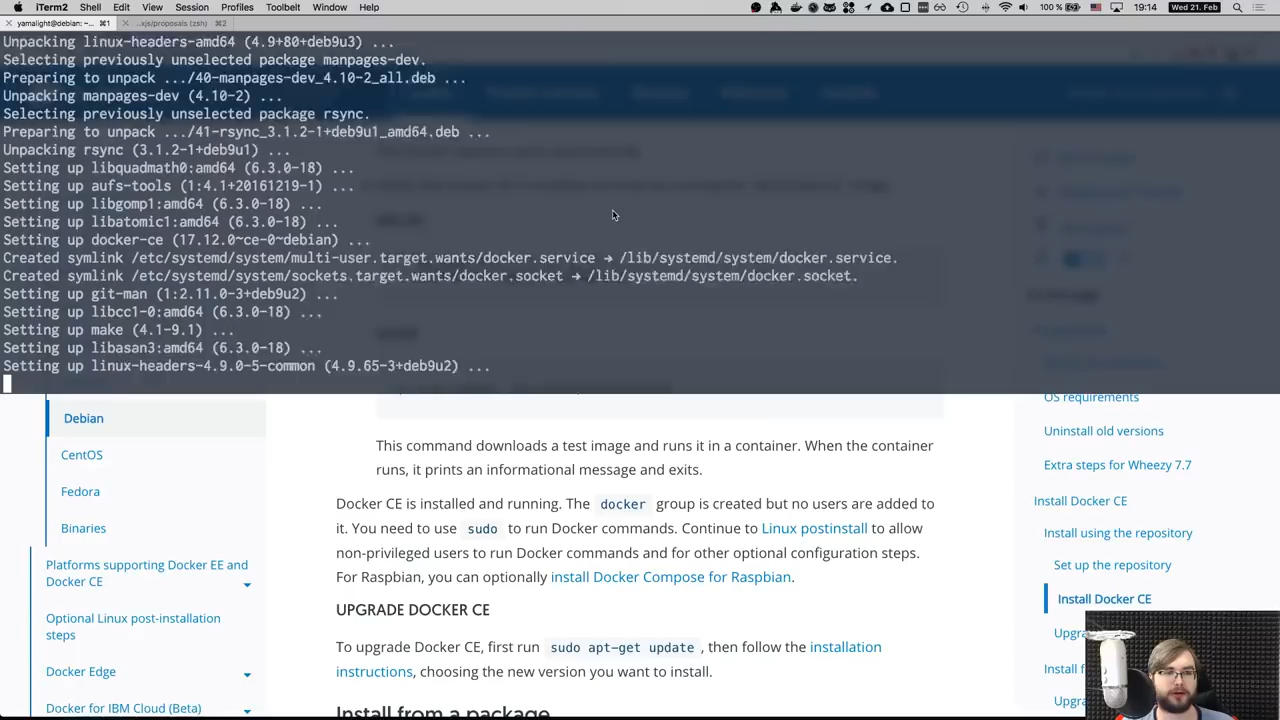 iTerm2 Shell Edit View Session Profiles Toolbelt Window Help 100 % 19:14 Wed 21. Feb
yamalight@debian: ~... ⌘1 ..xjs/proposals (zsh) ⌘2
Unpacking linux-headers-amd64 (4.9+80+deb9u3) ...
Selecting previously unselected package manpages-dev.
Preparing to unpack .../40-manpages-dev_4.10-2_all.deb ...
Unpacking manpages-dev (4.10-2) ...
Selecting previously unselected package rsync.
Preparing to unpack .../41-rsync_3.1.2-1+deb9u1_amd64.deb ...
Unpacking rsync (3.1.2-1+deb9u1) ...
Setting up libquadmath0:amd64 (6.3.0-18) ...
Setting up aufs-tools (1:4.1+20161219-1) ...
Setting up libgomp1:amd64 (6.3.0-18) ...
Setting up libatomic1:amd64 (6.3.0-18) ...
Setting up docker-ce (17.12.0~ce-0~debian) ...
Created symlink /etc/systemd/system/multi-user.target.wants/docker.service → /lib/systemd/system/docker.service.
Created symlink /etc/systemd/system/sockets.target.wants/docker.socket → /lib/systemd/system/docker.socket.
Setting up git-man (1:2.11.0-3+deb9u2) ...
Setting up libcc1-0:amd64 (6.3.0-18) ...
Setting up make (4.1-9.1) ...
Setting up libasan3:amd64 (6.3.0-18) ...
Setting up linux-headers-4.9.0-5-common (4.9.65-3+deb9u2) ...
Debian
CentOS
Fedora
Binaries
Platforms supporting Docker EE and
Docker CE
Optional Linux post-installation
steps
Docker Edge
Docker for IBM Cloud (Beta)
This command downloads a test image and runs it in a container. When the container
runs, it prints an informational message and exits.
Docker CE is installed and running. The docker group is created but no users are added to
it. You need to use sudo to run Docker commands. Continue to Linux postinstall to allow
non-privileged users to run Docker commands and for other optional configuration steps.
For Raspbian, you can optionally install Docker Compose for Raspbian.
UPGRADE DOCKER CE
To upgrade Docker CE, first run sudo apt-get update , then follow the installation
instructions, choosing the new version you want to install.
Install from a package
OS requirements
Uninstall old versions
Extra steps for Wheezy 7.7
Install Docker CE
Install using the repository
Set up the repository
Install Docker CE